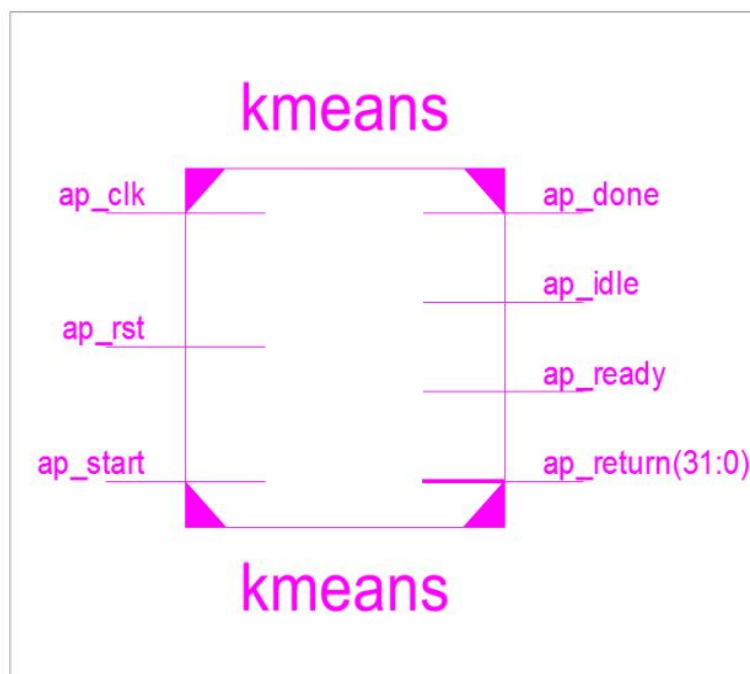 kmeans
ap_clk
ap_done
ap_idle
ap_rst
ap_ready
ap_start
ap_return(31:0)
kmeans